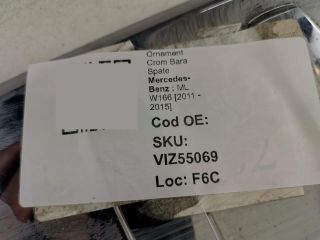 Ornament
Crom Bara
Spate
Mercedes-
Benz : ML
W166 [2011 -
2015]
Cod OE:
SKU:
VIZ55069
Loc: F6C